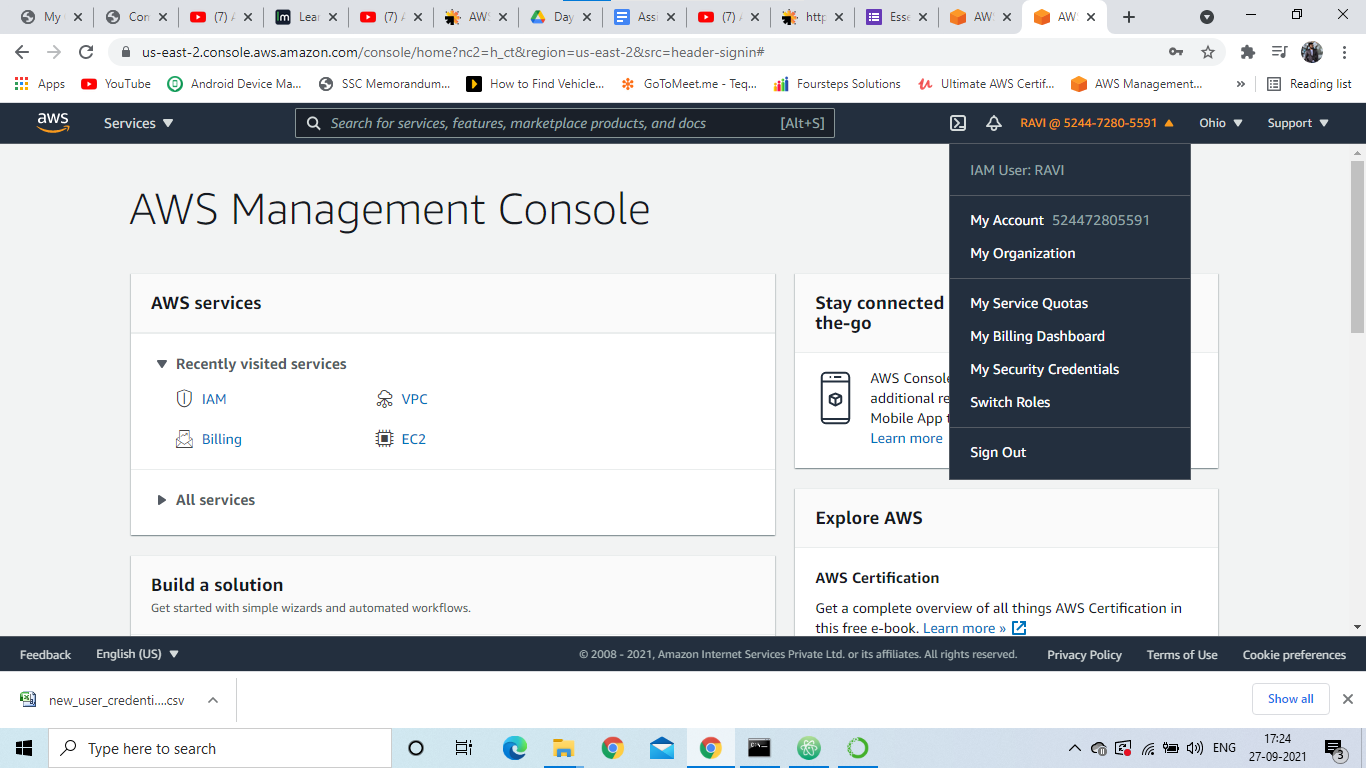 My
Con
(7)
Lear
(7)
AWS
Day
Assi
(7)
http
Esse
AWS
AWS
us-east-2.console.aws.amazon.com/console/home?nc2=h_ct&region=us-east-2&src=header-signin#
Apps YouTube Android Device Ma... SSC Memorandum... How to Find Vehicle... GoToMeet.me - Teq... Foursteps Solutions Ultimate AWS Certif... AWS Management... » Reading list
aws Services Search for services, features, marketplace products, and docs [Alt+S] RAVI @ 5244-7280-5591 Ohio Support
IAM User: RAVI
My Account 524472805591
My Organization
My Service Quotas
My Billing Dashboard
My Security Credentials
Switch Roles
Sign Out
AWS Management Console
AWS services
Recently visited services
IAM VPC
Billing EC2
All services
Build a solution
Get started with simple wizards and automated workflows.
Stay connected
the-go
AWS Consol
additional re
Mobile App
Learn more
Explore AWS
AWS Certification
Get a complete overview of all things AWS Certification in
this free e-book. Learn more »
Feedback English (US) © 2008 - 2021, Amazon Internet Services Private Ltd. or its affiliates. All rights reserved. Privacy Policy Terms of Use Cookie preferences
new_user_credenti....csv Show all
Type here to search ENG 17:24
27-09-2021 3